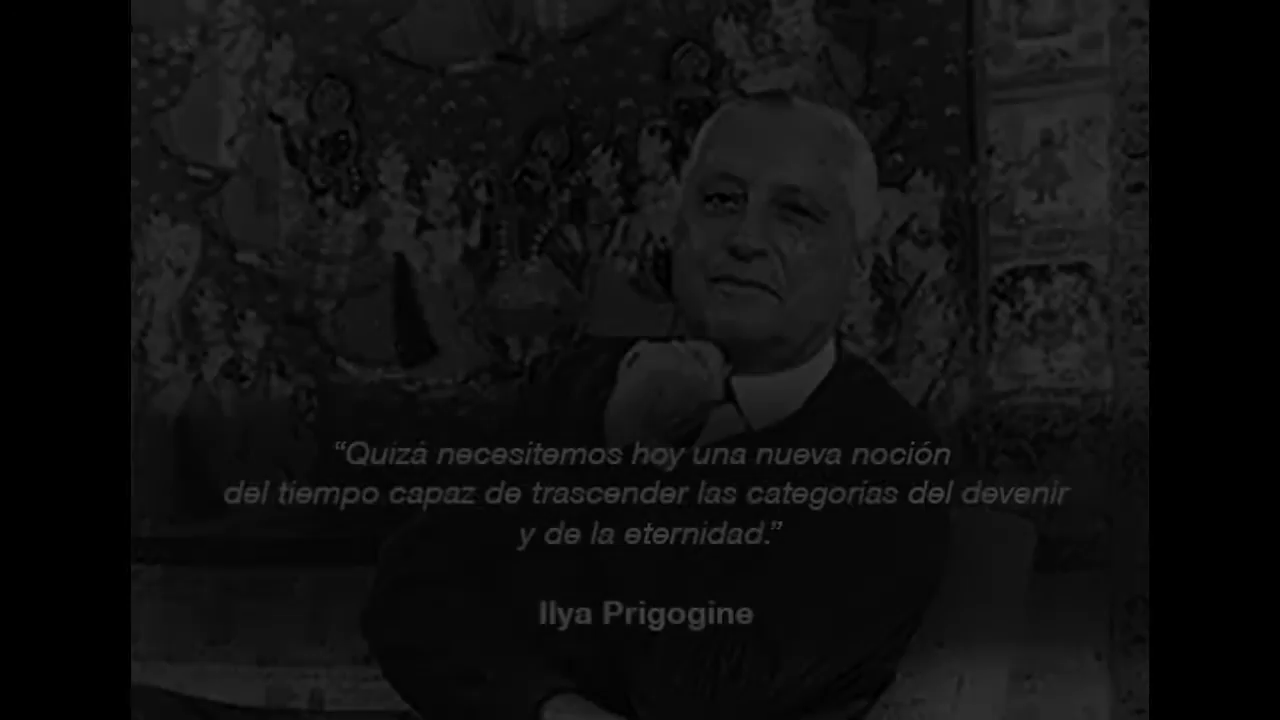 “Quizá necesitemos hoy una nueva noción
del tiempo capaz de trascender las categorías del devenir
y de la eternidad.”
Ilya Prigogine